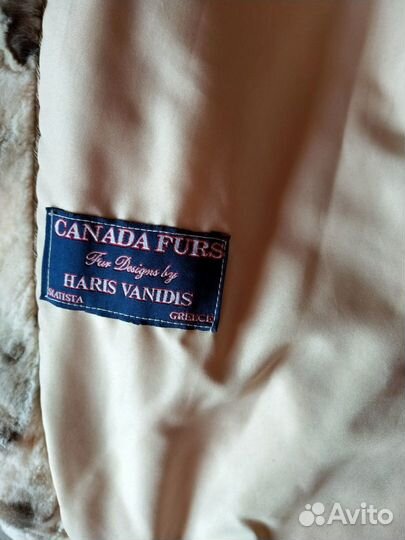 CANADA FURS
Fur Designs by
HARIS VANIDIS
SIATISTA
GREECE
Avito